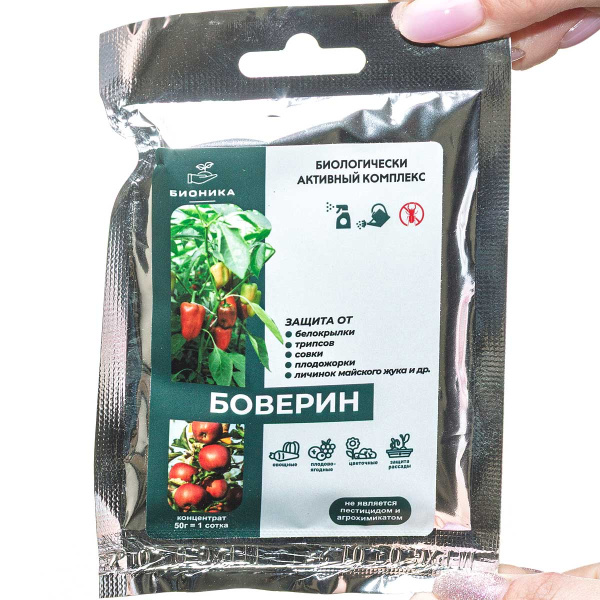 БИОНИКА
БИОЛОГИЧЕСКИ
АКТИВНЫЙ КОМПЛЕКС
ЗАЩИТА ОТ
белокрылки
трипсов
совки
плодожорки
личинок майского жука и др.
БОВЕРИН
овощные
плодово-
ягодные
цветочные
защита
рассады
концентрат
50г = 1 сотка
не является
пестицидом и
агрохимикатом